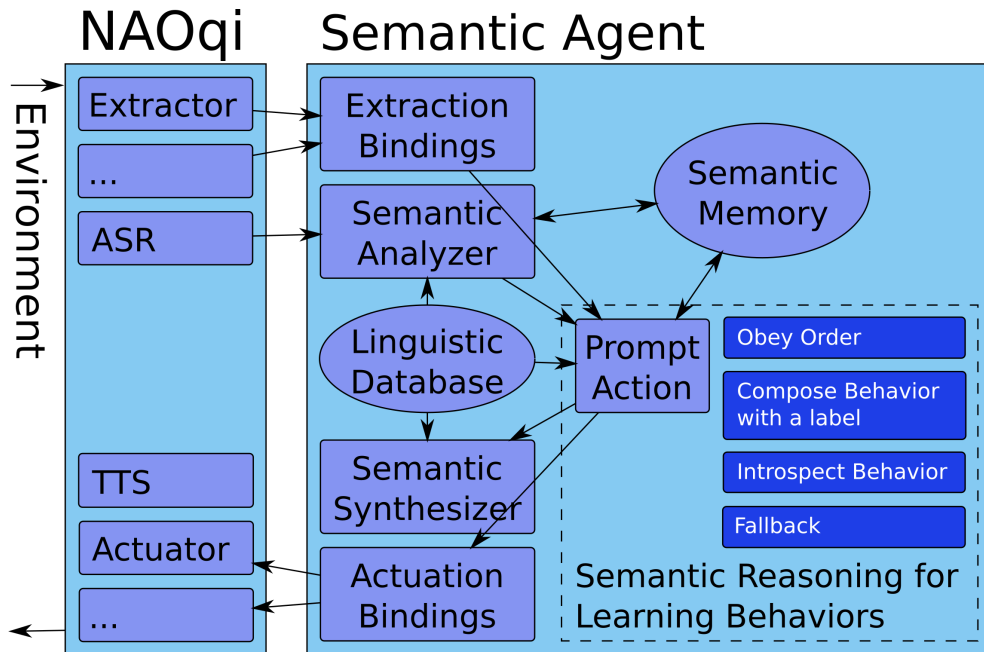 NAOqi
Semantic Agent
Environment
Extractor
...
ASR
TTS
Actuator
...
Extraction
Bindings
Semantic
Analyzer
Linguistic
Database
Semantic
Synthesizer
Actuation
Bindings
Semantic
Memory
Prompt
Action
Obey Order
Compose Behavior
with a label
Introspect Behavior
Fallback
Semantic Reasoning for
Learning Behaviors